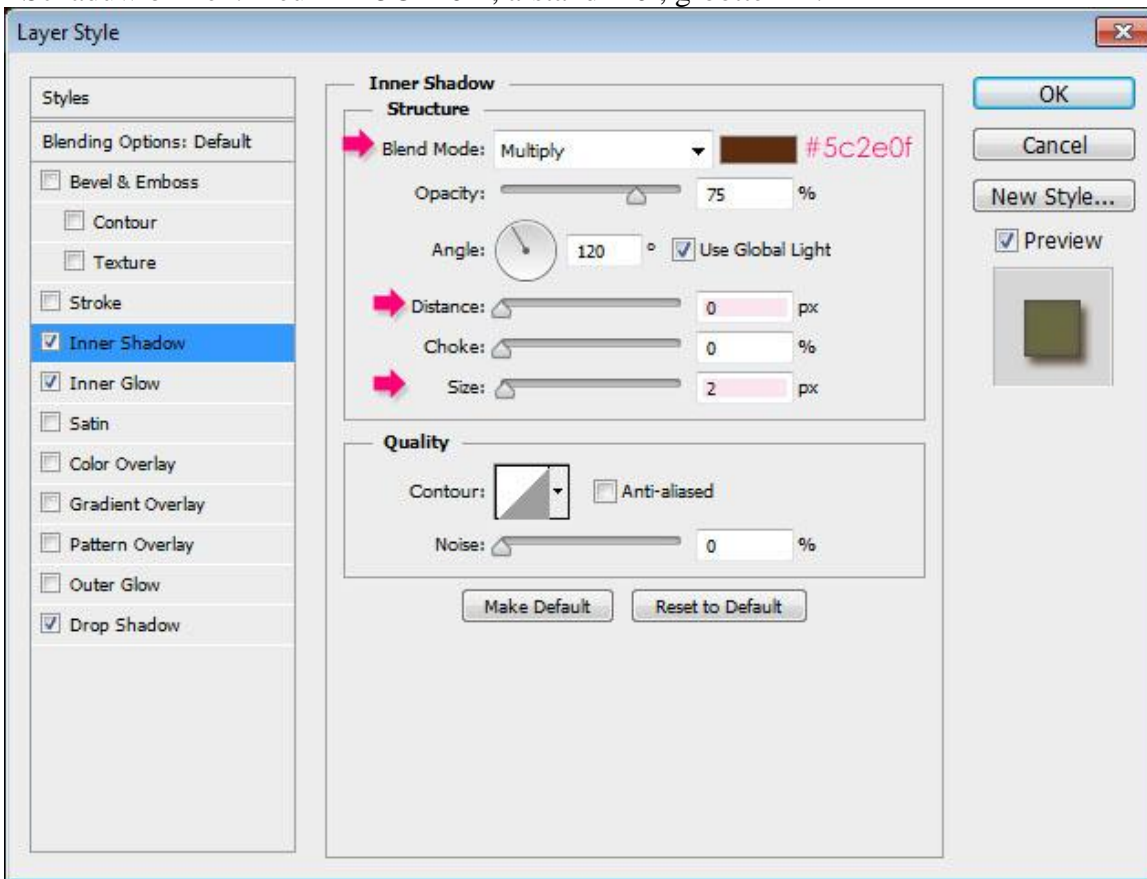 Layer Style
Styles
Blending Options: Default
Bevel & Emboss
Contour
Texture
Stroke
Inner Shadow
Inner Glow
Satin
Color Overlay
Gradient Overlay
Pattern Overlay
Outer Glow
Drop Shadow
Inner Shadow
Structure
Blend Mode: Multiply #5c2e0f
Opacity: 75 %
Angle: 120 ° Use Global Light
Distance: 0 px
Choke: 0 %
Size: 2 px
Quality
Contour: Anti-aliased
Noise: 0 %
Make Default Reset to Default
OK
Cancel
New Style...
Preview